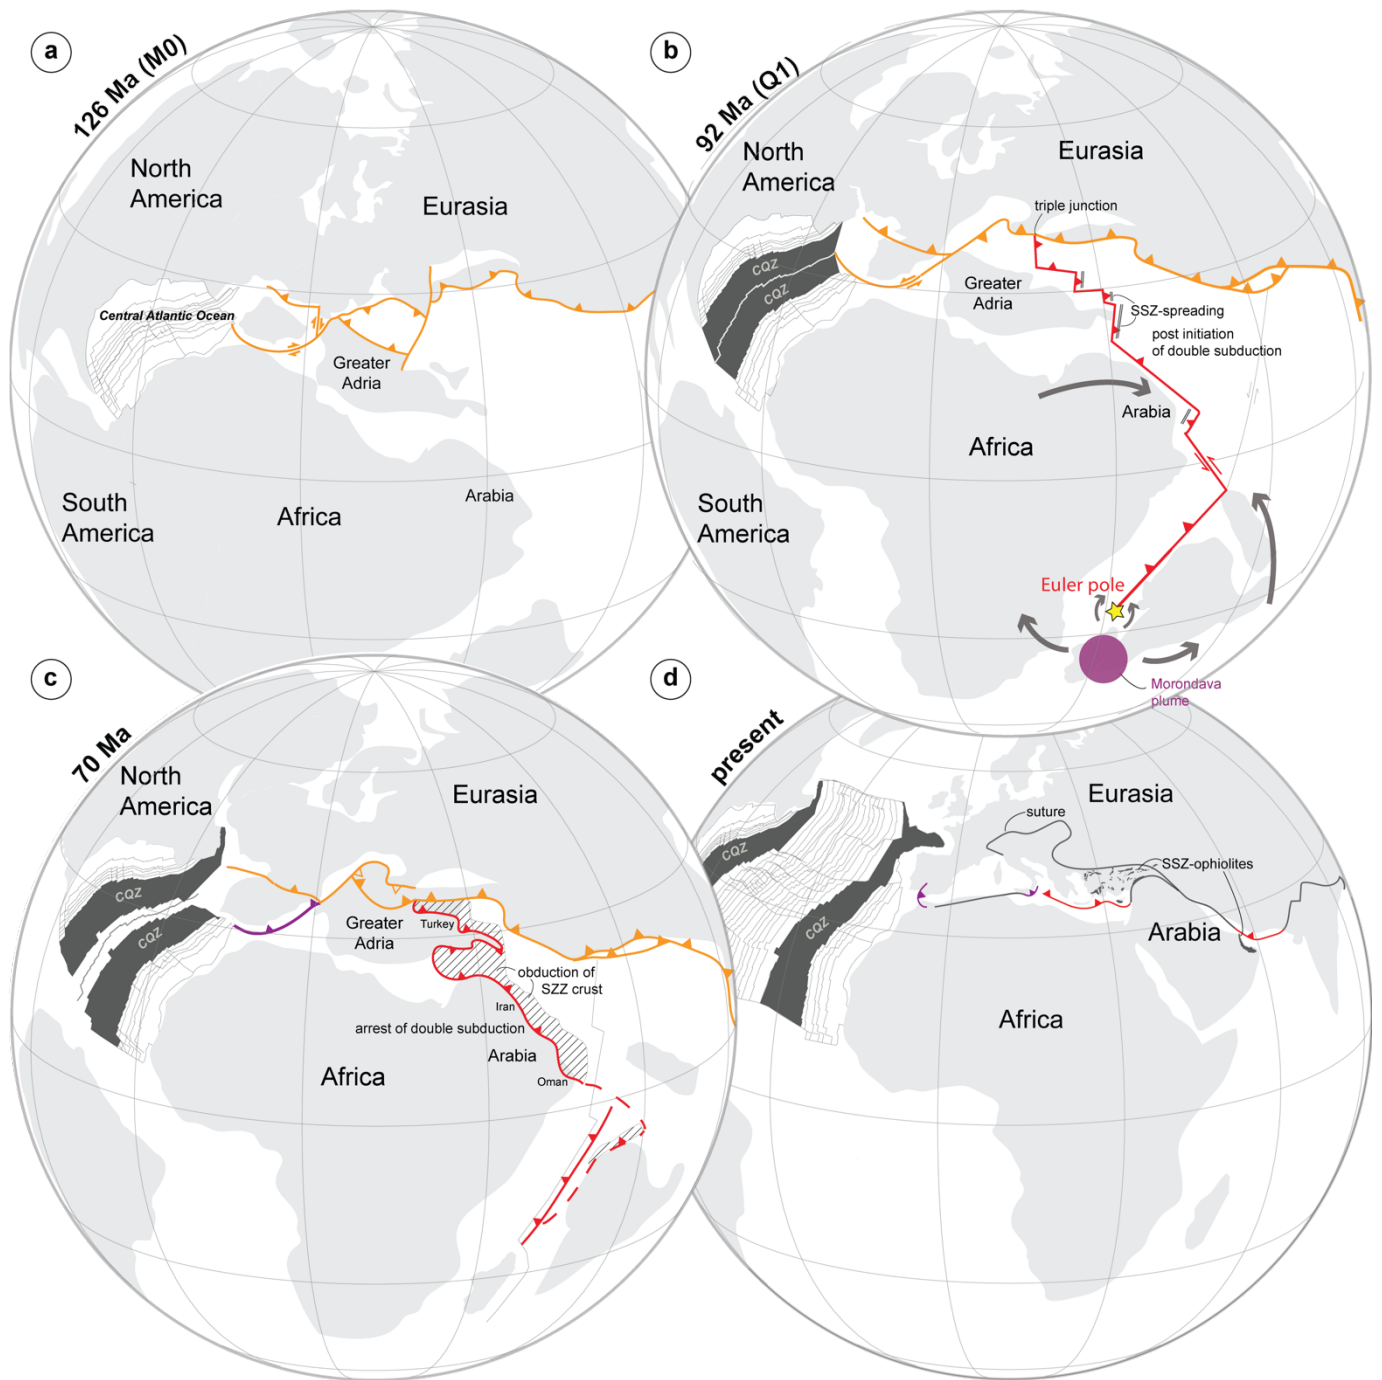 a
126 Ma (M0)
North
America
Eurasia
Central Atlantic Ocean
Greater
Adria
South
America
Africa
Arabia
b
92 Ma (Q1)
North
America
Eurasia
triple junction
CQZ
CQZ
Greater
Adria
SSZ-spreading
post initiation
of double subduction
Arabia
Africa
South
America
Euler pole
Morondava
plume
c
70 Ma
North
America
Eurasia
CQZ
CQZ
Greater
Adria
Turkey
obduction of
SZZ crust
Iran
arrest of double subduction
Arabia
Oman
Africa
d
present
Eurasia
suture
CQZ
SSZ-ophiolites
CQZ
Arabia
Africa